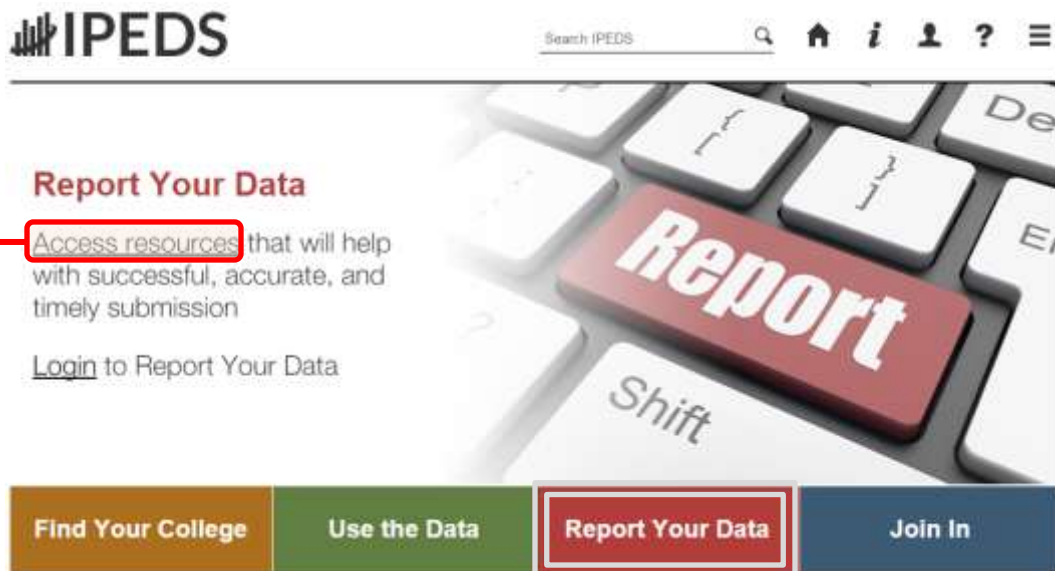 IPEDS
Search IPEDS
?
Report Your Data
Access resources that will help
with successful, accurate, and
timely submission
Login to Report Your Data
{
[
}
]
De
Report
Shift
Find Your College
Use the Data
Report Your Data
Join In